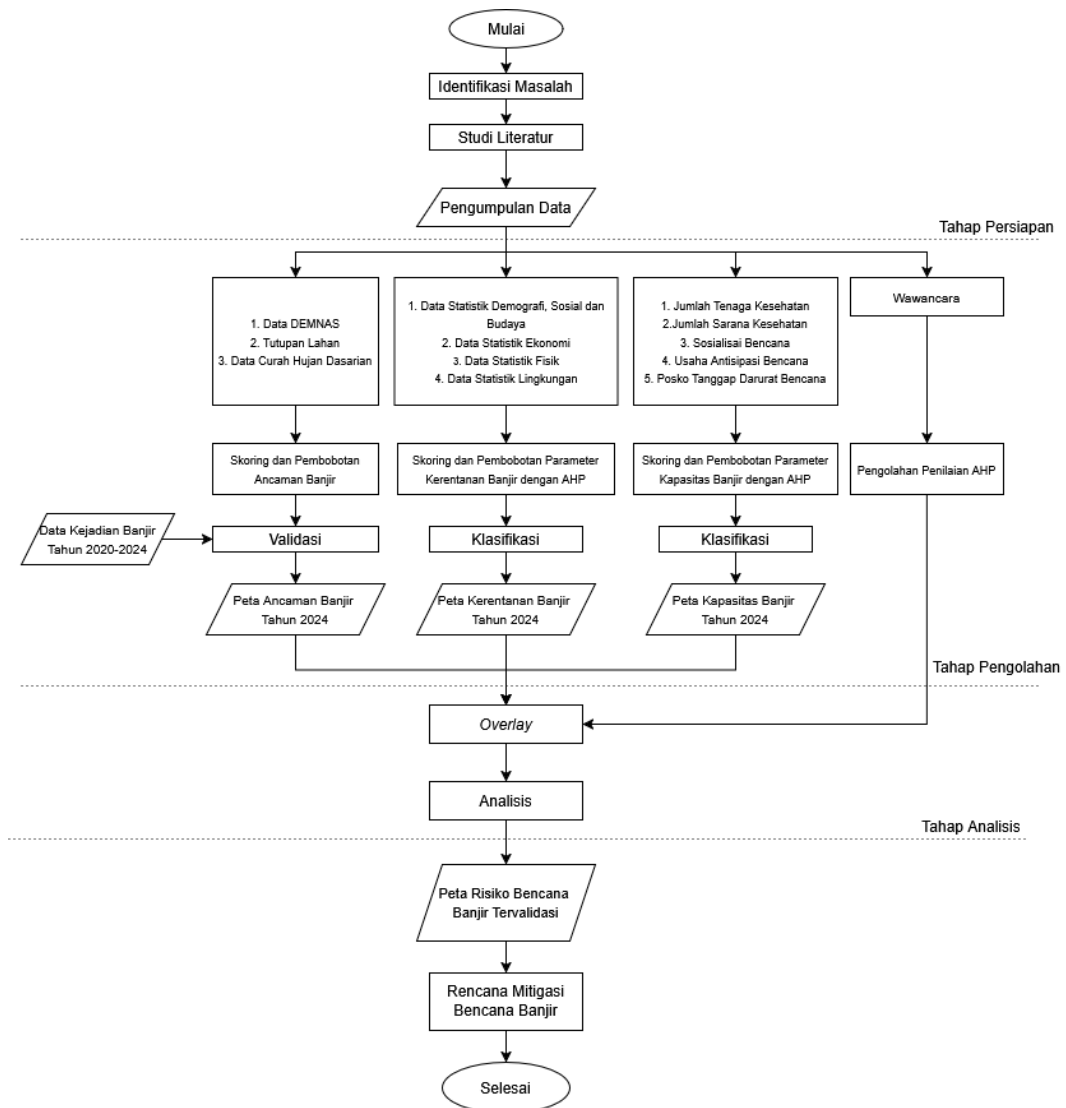 Mulai
Identifikasi Masalah
Studi Literatur
Pengumpulan Data
Tahap Persiapan
1. Data DEMNAS
2. Tutupan Lahan
3. Data Curah Hujan Dasarian
1. Data Statistik Demografi, Sosial dan
Budaya
2. Data Statistik Ekonomi
3. Data Statistik Fisik
4. Data Statistik Lingkungan
1. Jumlah Tenaga Kesehatan
2.Jumlah Sarana Kesehatan
3. Sosialisai Bencana
4. Usaha Antisipasi Bencana
5. Posko Tanggap Darurat Bencana
Wawancara
Skoring dan Pembobotan
Ancaman Banjir
Skoring dan Pembobotan Parameter
Kerentanan Banjir dengan AHP
Skoring dan Pembobotan Parameter
Kapasitas Banjir dengan AHP
Pengolahan Penilaian AHP
Data Kejadian Banjir
Tahun 2020-2024
Validasi
Klasifikasi
Klasifikasi
Peta Ancaman Banjir
Tahun 2024
Peta Kerentanan Banjir
Tahun 2024
Peta Kapasitas Banjir
Tahun 2024
Tahap Pengolahan
Overlay
Analisis
Tahap Analisis
Peta Risiko Bencana
Banjir Tervalidasi
Rencana Mitigasi
Bencana Banjir
Selesai